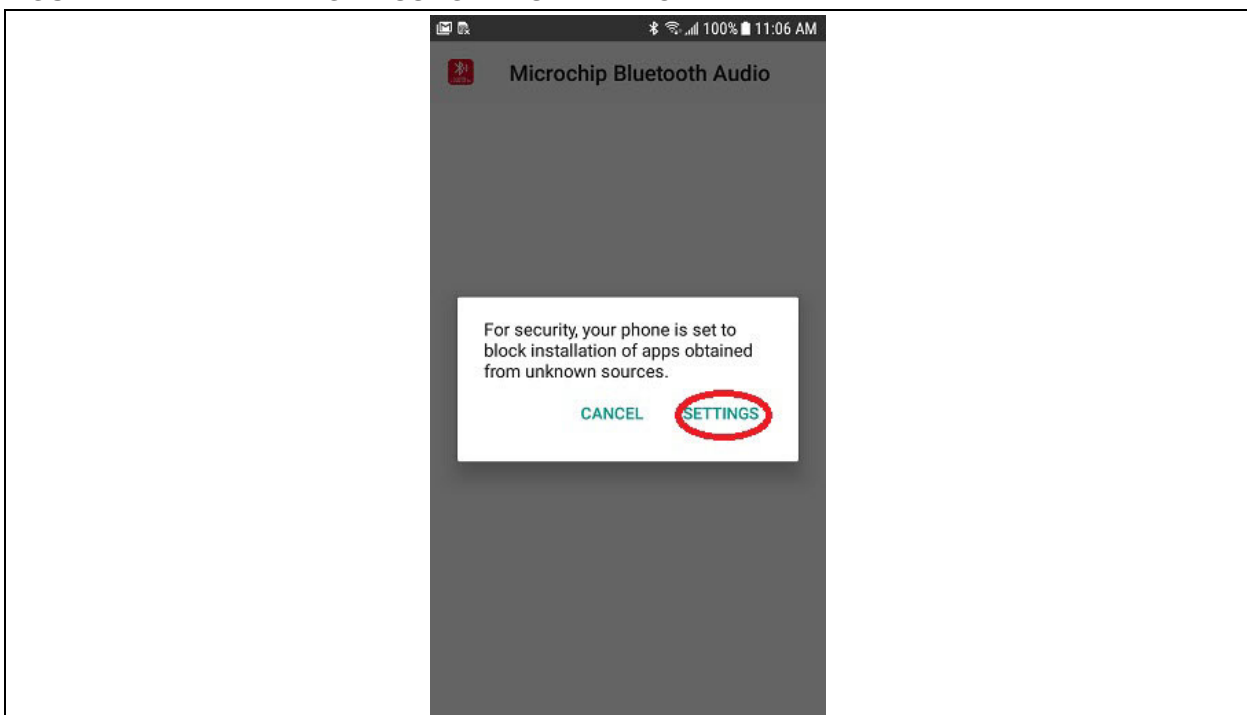 100% 11:06 AM
Microchip Bluetooth Audio
For security, your phone is set to
block installation of apps obtained
from unknown sources.
CANCEL SETTINGS